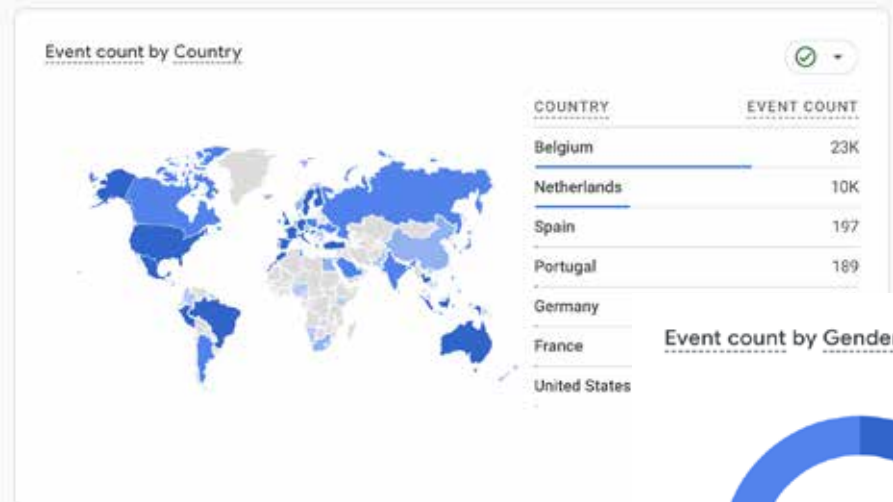 Event count by Country
COUNTRY EVENT COUNT
Belgium 23K
Netherlands 10K
Spain 197
Portugal 189
Germany
France
United States
Event count by Gender